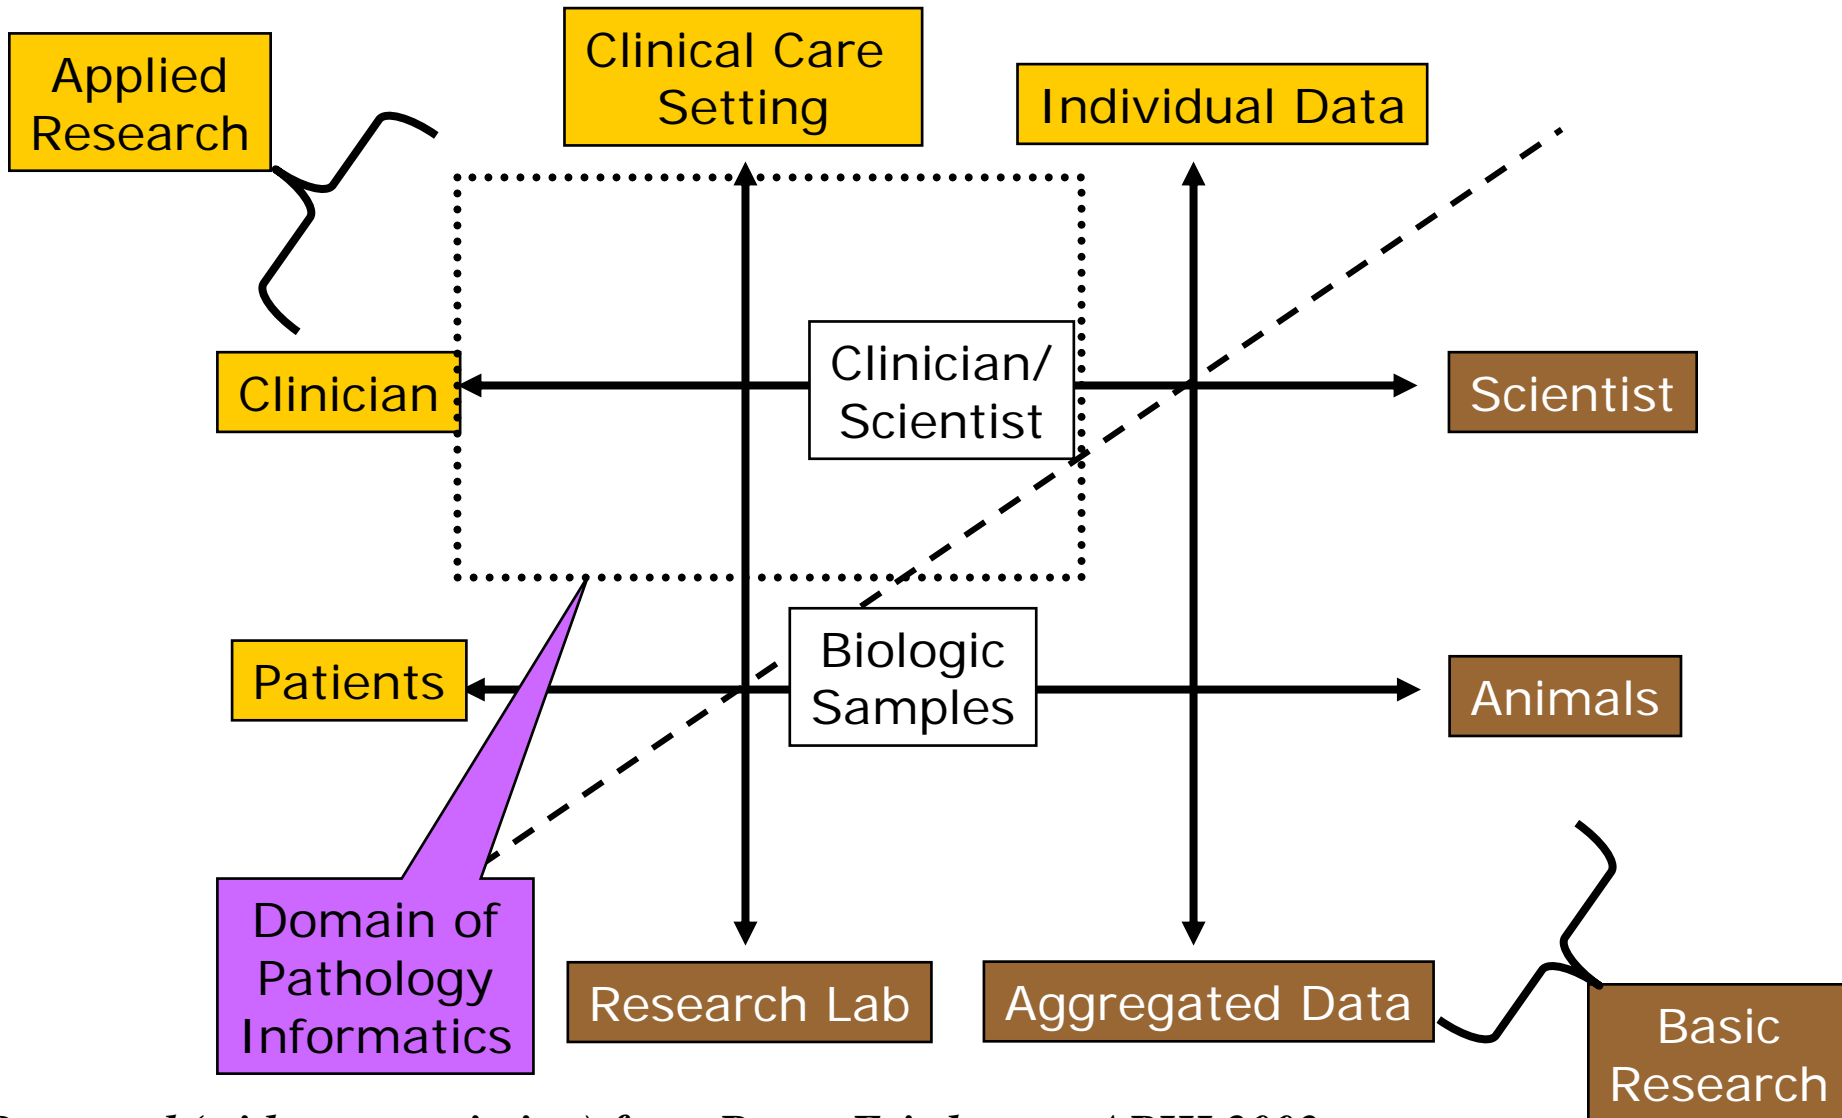 Clinical Care
Setting
Applied
Research
Individual Data
Clinician/
Scientist
Clinician
Scientist
Biologic
Samples
Patients
Animals
Domain of
Pathology
Informatics
Research Lab
Aggregated Data
Basic
Research